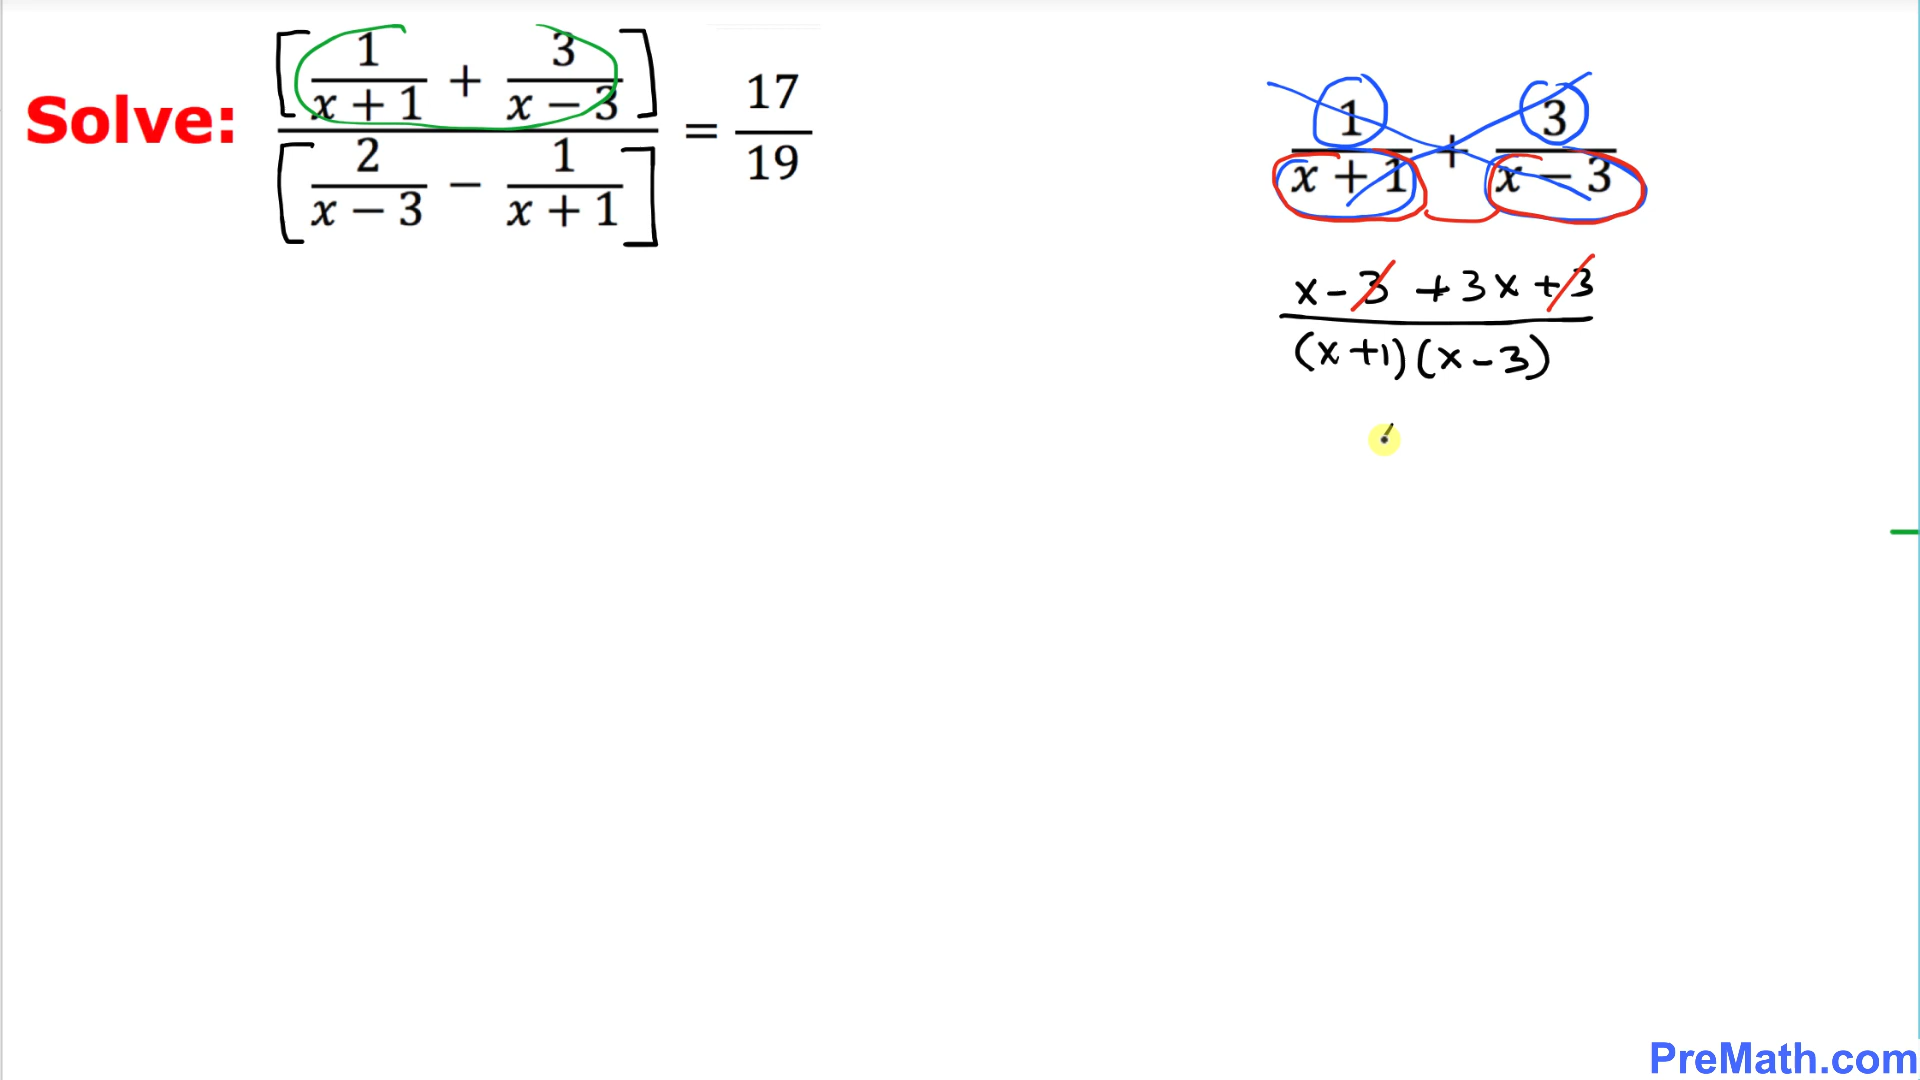 Solve: [1/(x + 1) + 3/(x − 3)] / [2/(x − 3) − 1/(x + 1)] = 17/19
1/(x + 1) + 3/(x − 3)
x - 3 + 3x + 3
(x + 1)(x - 3)
PreMath.com